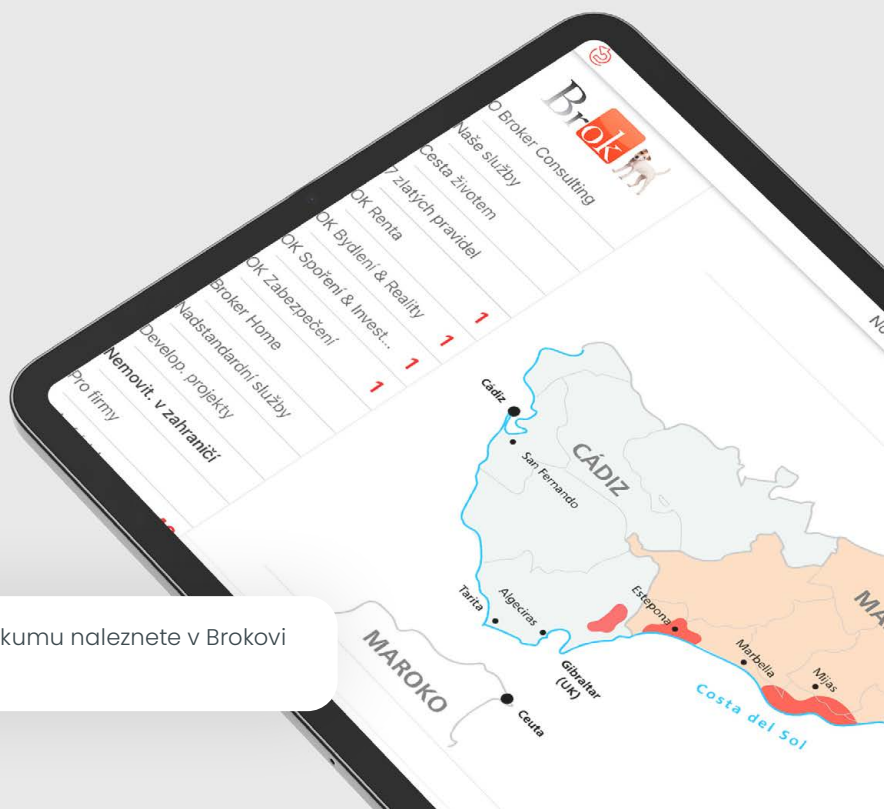 Brok
O Broker Consulting
Naše služby
Cesta životem
7 zlatých pravidel
OK Renta
OK Bydlení & Reality
1
OK Spoření & Invest...
1
OK Zabezpečení
1
Broker Home
1
Nadstandardní služby
Develop. projekty
Nemovit. v zahraničí
Pro firmy
Cádiz
San Fernando
CÁDIZ
Tarita
Algeciras
Estepona
Gibraltar
(UK)
Marbella
Mijas
Costa del Sol
MAROKO
Ceuta
kumu naleznete v Brokovi